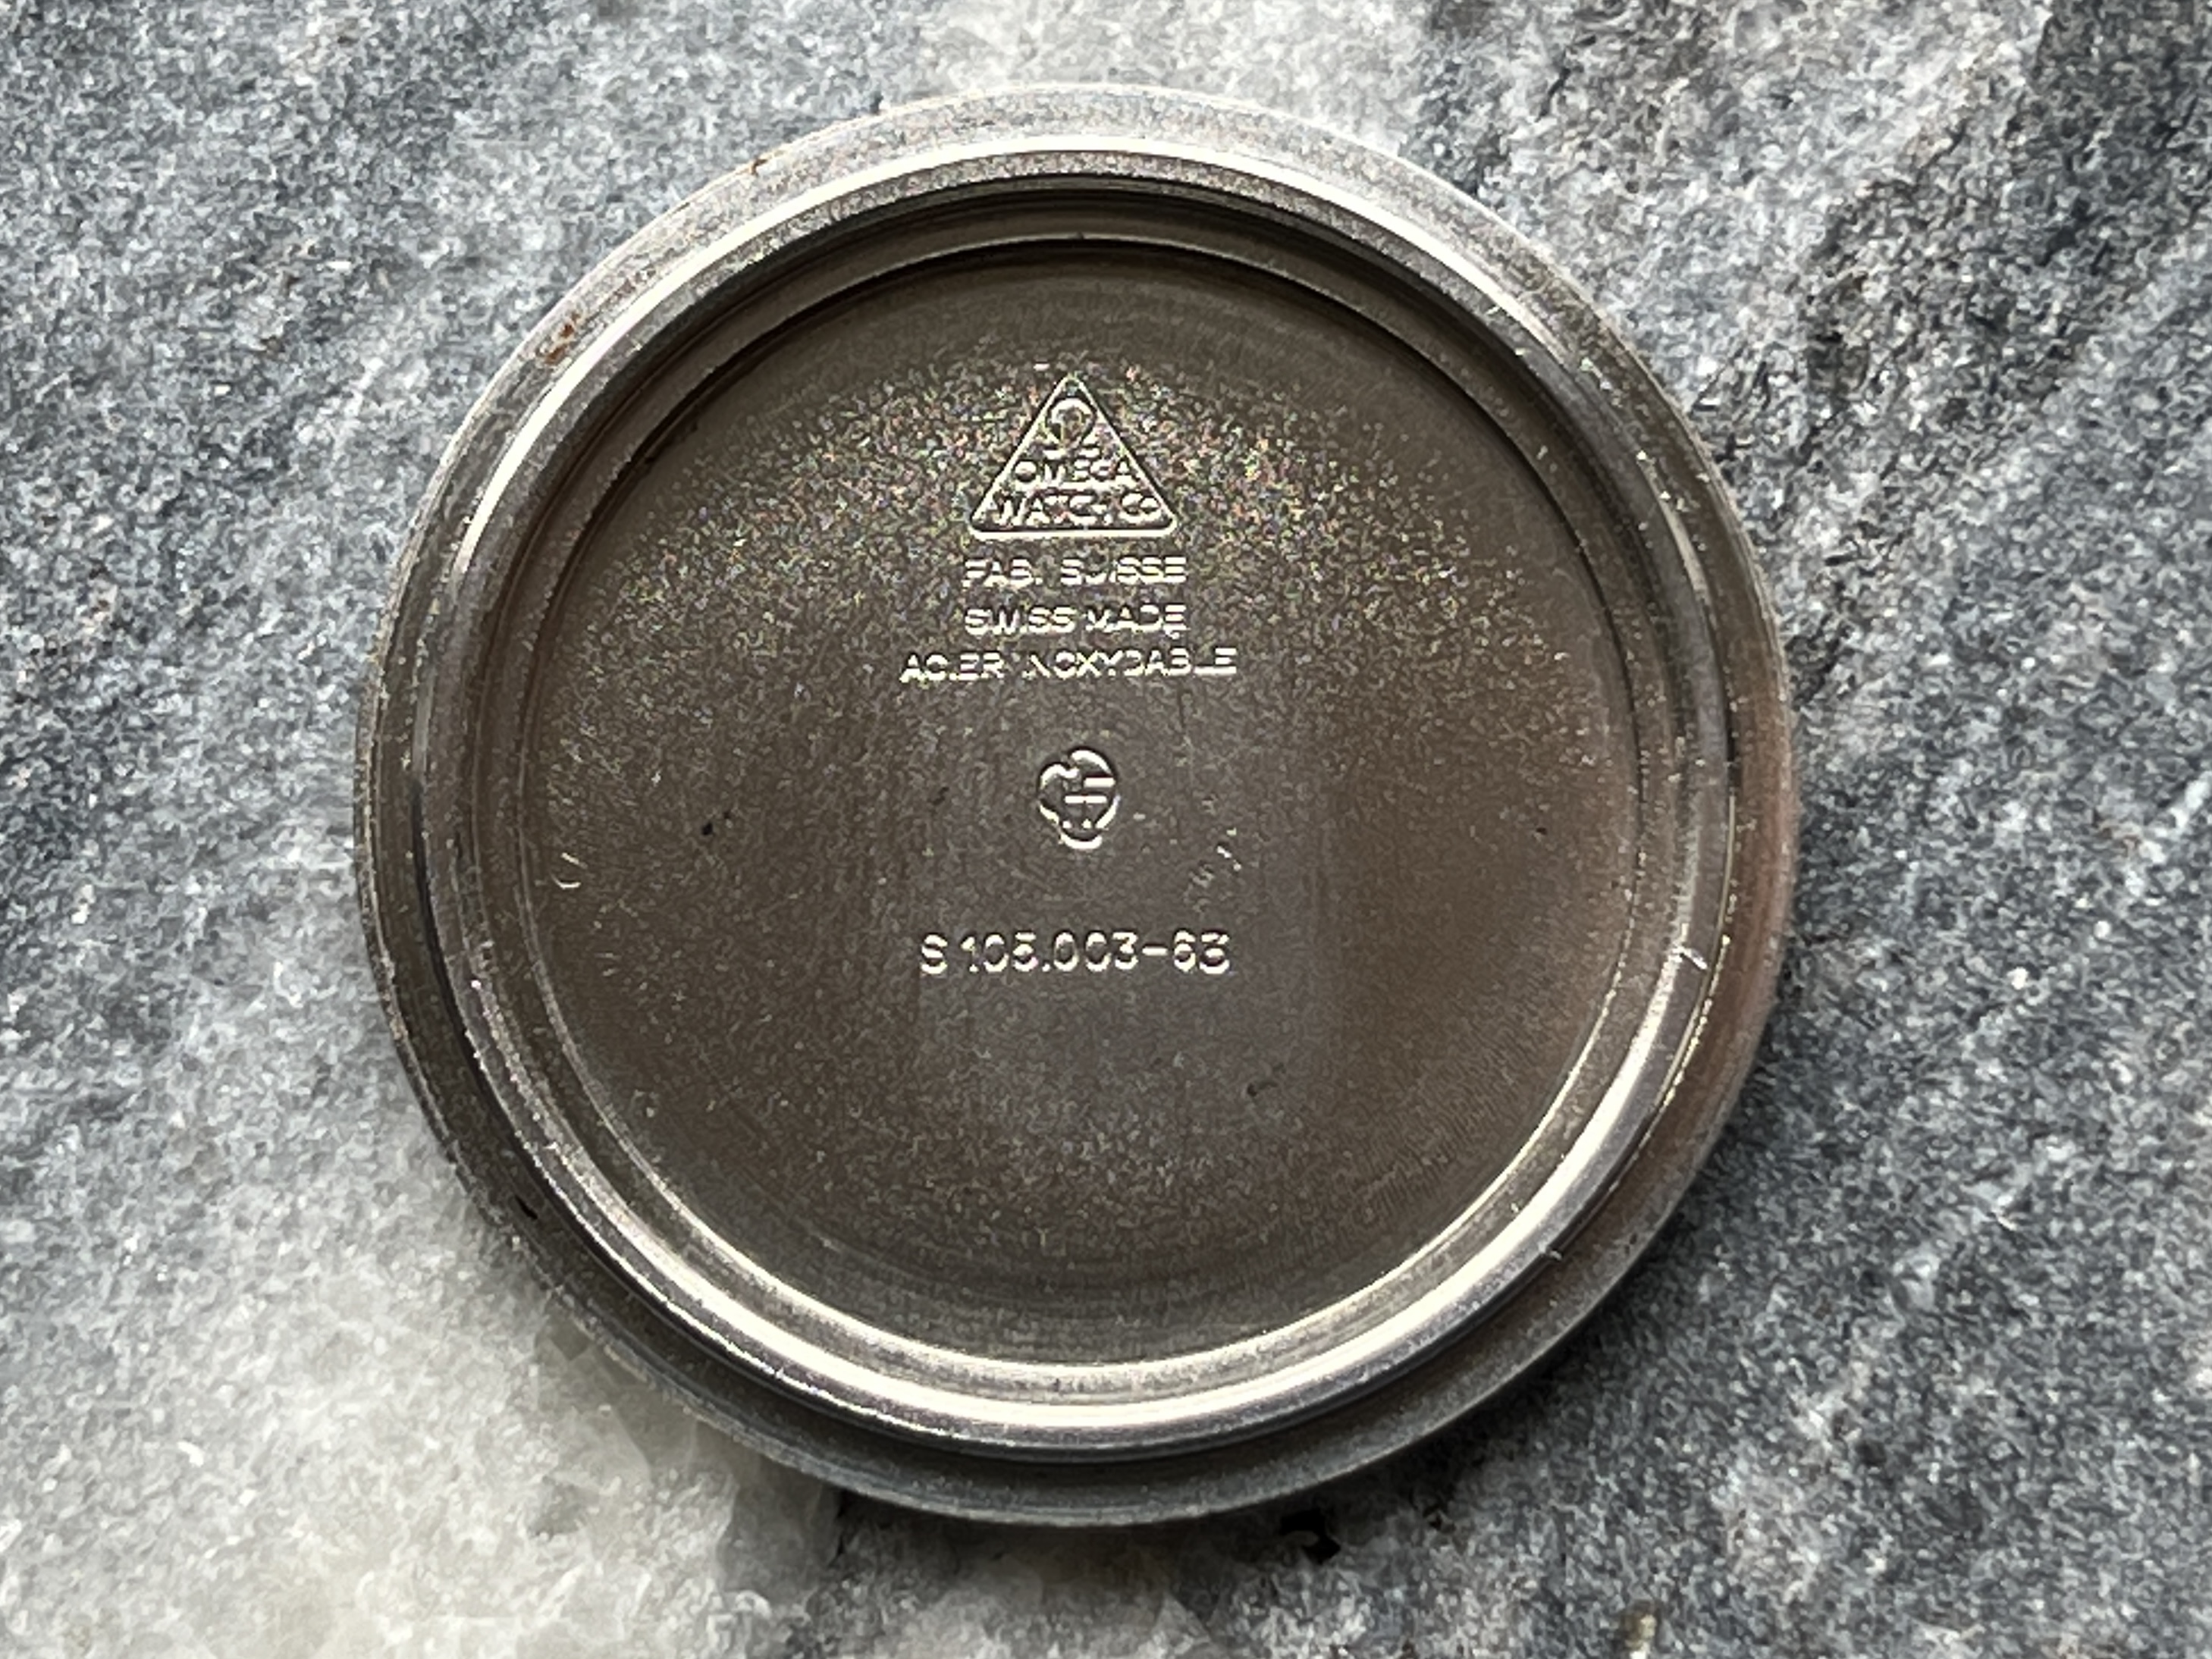 Ω
OMEGA
WATCH Co
FAB. SUISSE
SWISS MADE
ACIER INOXYDABLE
S 105.003-63